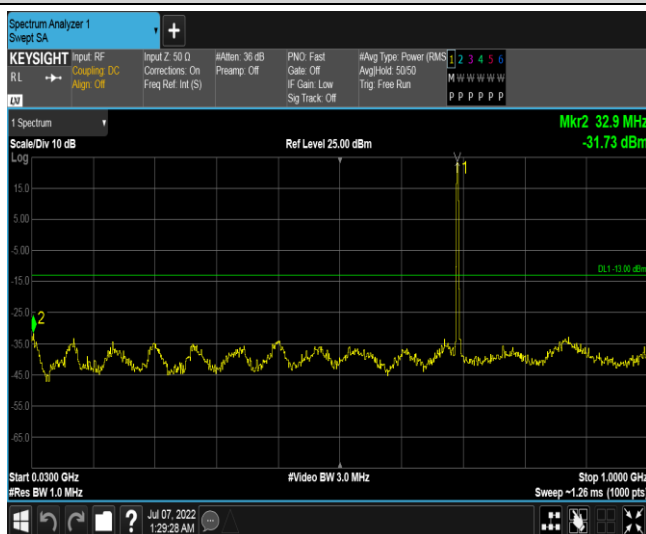 Spectrum Analyzer 1
Swept SA
+
KEYSIGHT
RL
LXI
Input: RF
Coupling: DC
Align: Off
Input Z: 50 Ω
Corrections: On
Freq Ref: Int (S)
#Atten: 36 dB
Preamp: Off
PNO: Fast
Gate: Off
IF Gain: Low
Sig Track: Off
#Avg Type: Power (RMS
Avg|Hold: 50/50
Trig: Free Run
1 2 3 4 5 6
M W W W W W
P P P P P P
1 Spectrum
Mkr2 32.9 MHz
Scale/Div 10 dB
Ref Level 25.00 dBm
-31.73 dBm
Log
1
15.0
5.00
-5.00
DL1 -13.00 dBm
-15.0
-25.0
2
-35.0
-45.0
-55.0
-65.0
Start 0.0300 GHz
#Video BW 3.0 MHz
Stop 1.0000 GHz
#Res BW 1.0 MHz
Sweep ~1.26 ms (1000 pts)
?
Jul 07, 2022
1:29:28 AM